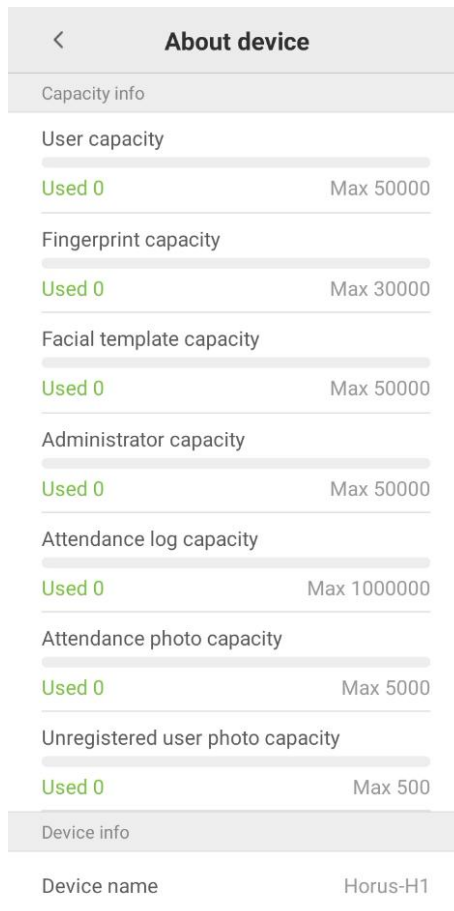 About device
Capacity info
User capacity
Used 0 Max 50000
Fingerprint capacity
Used 0 Max 30000
Facial template capacity
Used 0 Max 50000
Administrator capacity
Used 0 Max 50000
Attendance log capacity
Used 0 Max 1000000
Attendance photo capacity
Used 0 Max 5000
Unregistered user photo capacity
Used 0 Max 500
Device info
Device name Horus-H1